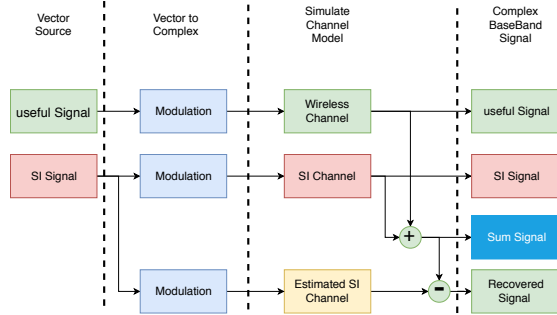 Vector
Source
Vector to
Complex
Simulate
Channel
Model
Complex
BaseBand
Signal
useful Signal
Modulation
Wireless
Channel
useful Signal
SI Signal
Modulation
SI Channel
SI Signal
+
Sum Signal
Modulation
Estimated SI
Channel
-
Recovered
Signal